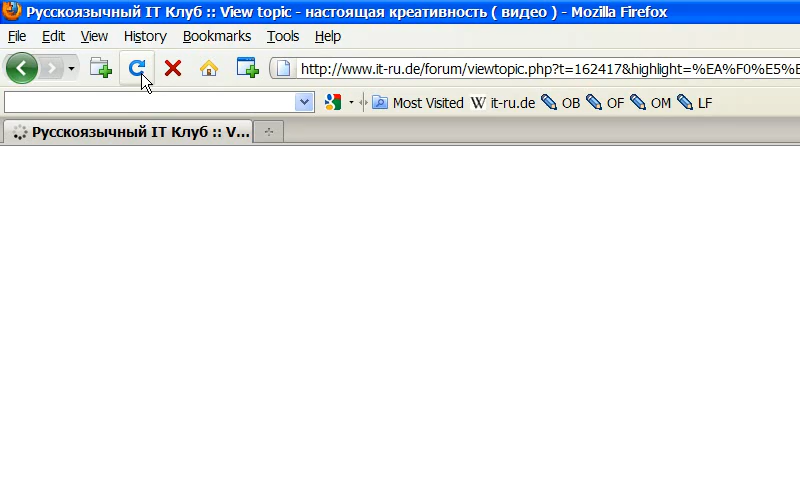 Русскоязычный IT Клуб :: View topic - настоящая креативность ( видео ) - Mozilla Firefox
File Edit View History Bookmarks Tools Help
http://www.it-ru.de/forum/viewtopic.php?t=162417&highlight=%EA%F0%E5%E
Most Visited W it-ru.de OB OF OM LF
Русскоязычный IT Клуб :: V...